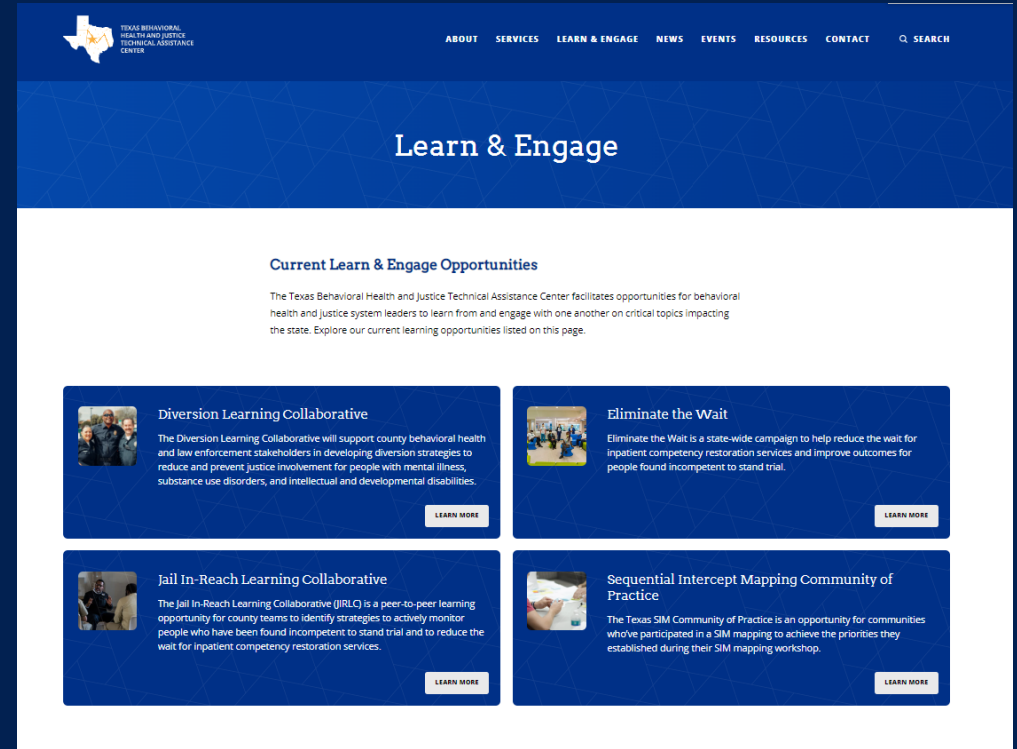 TEXAS BEHAVIORAL
HEALTH AND JUSTICE
TECHNICAL ASSISTANCE
CENTER
ABOUT SERVICES LEARN & ENGAGE NEWS EVENTS RESOURCES CONTACT SEARCH
Learn & Engage
Current Learn & Engage Opportunities
The Texas Behavioral Health and Justice Technical Assistance Center facilitates opportunities for behavioral
health and justice system leaders to learn from and engage with one another on critical topics impacting
the state. Explore our current learning opportunities listed on this page.
Diversion Learning Collaborative
The Diversion Learning Collaborative will support county behavioral health
and law enforcement stakeholders in developing diversion strategies to
reduce and prevent justice involvement for people with mental illness,
substance use disorders, and intellectual and developmental disabilities.
LEARN MORE
Eliminate the Wait
Eliminate the Wait is a state-wide campaign to help reduce the wait for
inpatient competency restoration services and improve outcomes for
people found incompetent to stand trial.
LEARN MORE
Jail In-Reach Learning Collaborative
The Jail In-Reach Learning Collaborative (JIRLC) is a peer-to-peer learning
opportunity for county teams to identify strategies to actively monitor
people who have been found incompetent to stand trial and to reduce the
wait for inpatient competency restoration services.
LEARN MORE
Sequential Intercept Mapping Community of
Practice
The Texas SIM Community of Practice is an opportunity for communities
who've participated in a SIM mapping to achieve the priorities they
established during their SIM mapping workshop.
LEARN MORE